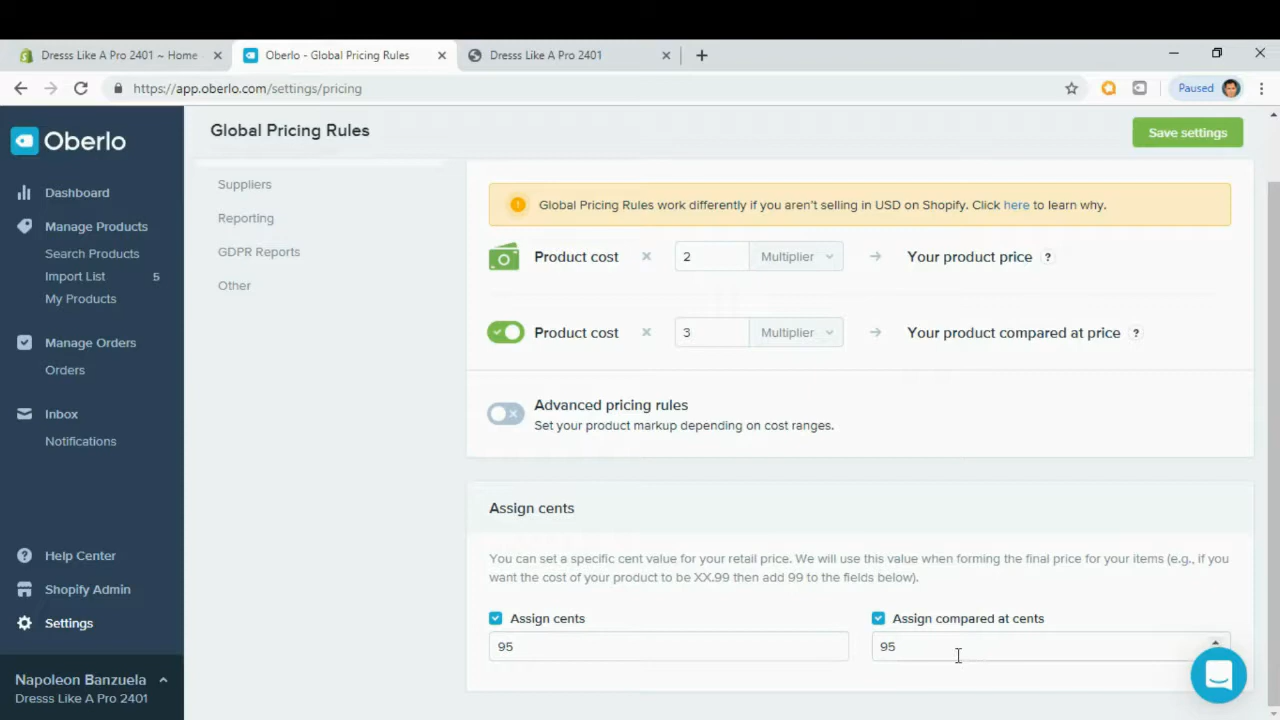 Dresss Like A Pro 2401 ~ Home
Oberlo - Global Pricing Rules
Dresss Like A Pro 2401
https://app.oberlo.com/settings/pricing
Paused
Oberlo
Global Pricing Rules
Save settings
Dashboard
Manage Products
Search Products
Import List 5
My Products
Manage Orders
Orders
Inbox
Notifications
Help Center
Shopify Admin
Settings
Napoleon Banzuela
Dresss Like A Pro 2401
Suppliers
Reporting
GDPR Reports
Other
Global Pricing Rules work differently if you aren't selling in USD on Shopify. Click here to learn why.
Product cost × 2 Multiplier → Your product price ?
Product cost × 3 Multiplier → Your product compared at price ?
Advanced pricing rules
Set your product markup depending on cost ranges.
Assign cents
You can set a specific cent value for your retail price. We will use this value when forming the final price for your items (e.g., if you
want the cost of your product to be XX.99 then add 99 to the fields below).
Assign cents
95
Assign compared at cents
95